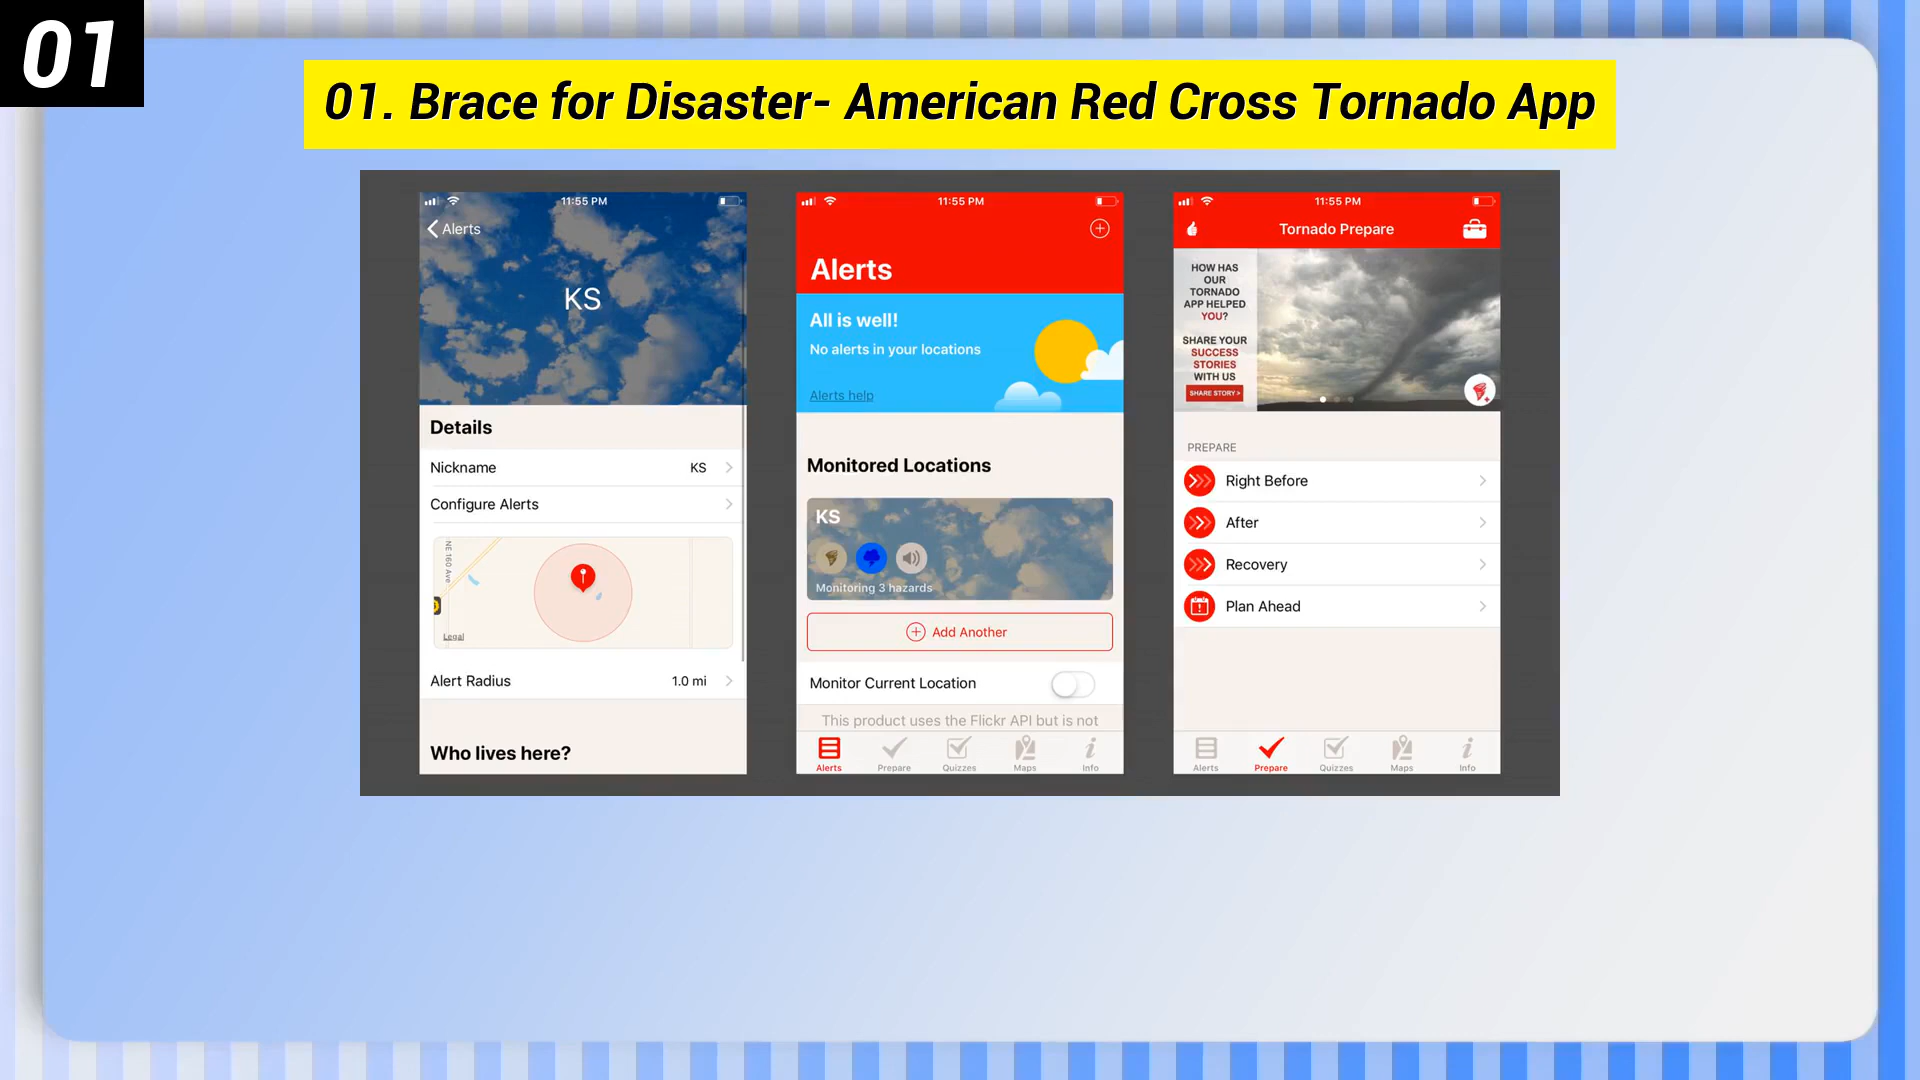 01
01. Brace for Disaster- American Red Cross Tornado App
11:55 PM
Alerts
KS
Details
Nickname KS
Configure Alerts
NE 160 Ave
Legal
Alert Radius 1.0 mi
Who lives here?
11:55 PM
Alerts
All is well!
No alerts in your locations
Alerts help
Monitored Locations
KS
Monitoring 3 hazards
Add Another
Monitor Current Location
This product uses the Flickr API but is not
Alerts Prepare Quizzes Maps Info
11:55 PM
Tornado Prepare
HOW HAS
OUR
TORNADO
APP HELPED
YOU?
SHARE YOUR
SUCCESS
STORIES
WITH US
SHARE STORY >
PREPARE
Right Before
After
Recovery
Plan Ahead
Alerts Prepare Quizzes Maps Info